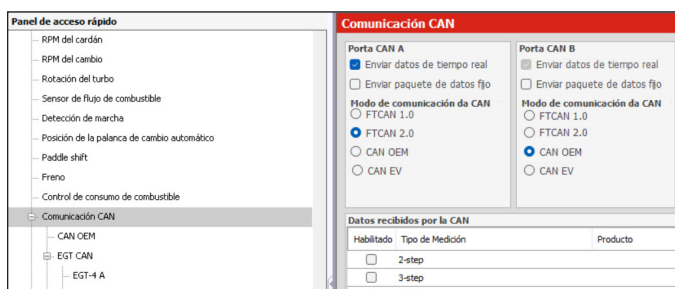 Panel de acceso rápido
RPM del cardán
RPM del cambio
Rotación del turbo
Sensor de flujo de combustible
Detección de marcha
Posición de la palanca de cambio automático
Paddle shift
Freno
Control de consumo de combustible
Comunicación CAN
CAN OEM
EGT CAN
EGT-4 A
Comunicación CAN
Porta CAN A
Enviar datos de tiempo real
Enviar paquete de datos fijo
Modo de comunicación da CAN
FTCAN 1.0
FTCAN 2.0
CAN OEM
CAN EV
Porta CAN B
Enviar datos de tiempo real
Enviar paquete de datos fijo
Modo de comunicación da CAN
FTCAN 1.0
FTCAN 2.0
CAN OEM
CAN EV
Datos recibidos por la CAN
Habilitado Tipo de Medición Producto
2-step
3-step